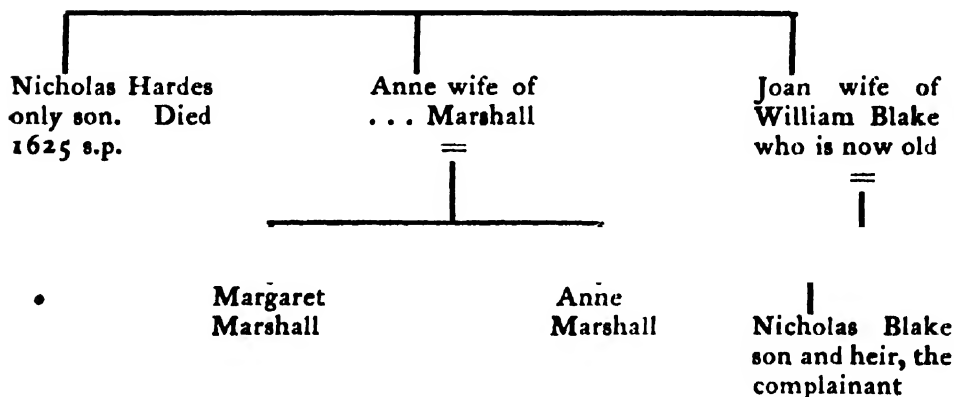 Nicholas Hardes
only son. Died
1625 s.p.
Anne wife of
... Marshall
=
Joan wife of
William Blake
who is now old
=
Margaret
Marshall
Anne
Marshall
Nicholas Blake
son and heir, the
complainant